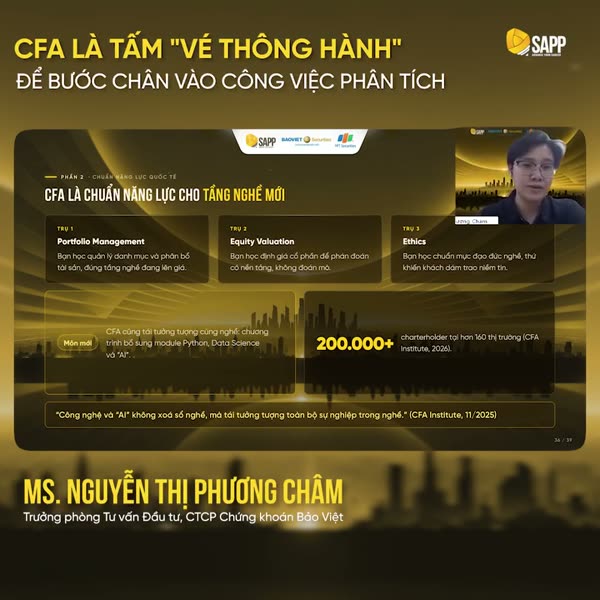 CFA LÀ TẤM "VÉ THÔNG HÀNH"
ĐỂ BƯỚC CHÂN VÀO CÔNG VIỆC PHÂN TÍCH
SAPP
SAPP
BAOVIET Securities
FPT Securities
PHẦN 2 · CHUẨN NĂNG LỰC QUỐC TẾ
CFA LÀ CHUẨN NĂNG LỰC CHO TẦNG NGHỀ MỚI
TRỤ 1
Portfolio Management
Bạn học quản lý danh mục và phân bổ
tài sản, đúng tầng nghề đang lên giá.
TRỤ 2
Equity Valuation
Bạn học định giá cổ phần để phán đoán
có nền tảng, không đoán mò.
TRỤ 3
Ethics
Bạn học chuẩn mực đạo đức nghề, thứ
khiến khách dám trao niềm tin.
Môn mới
CFA cũng tái tưởng tượng cùng nghề: chương
trình bổ sung module Python, Data Science
và "AI".
200.000+
charterholder tại hơn 160 thị trường (CFA
Institute, 2026).
"Công nghệ và "AI" không xoá sổ nghề, mà tái tưởng tượng toàn bộ sự nghiệp trong nghề." (CFA Institute, 11/2025)
36 / 39
MS. NGUYỄN THỊ PHƯƠNG CHÂM
Trưởng phòng Tư vấn Đầu tư, CTCP Chứng khoán Bảo Việt